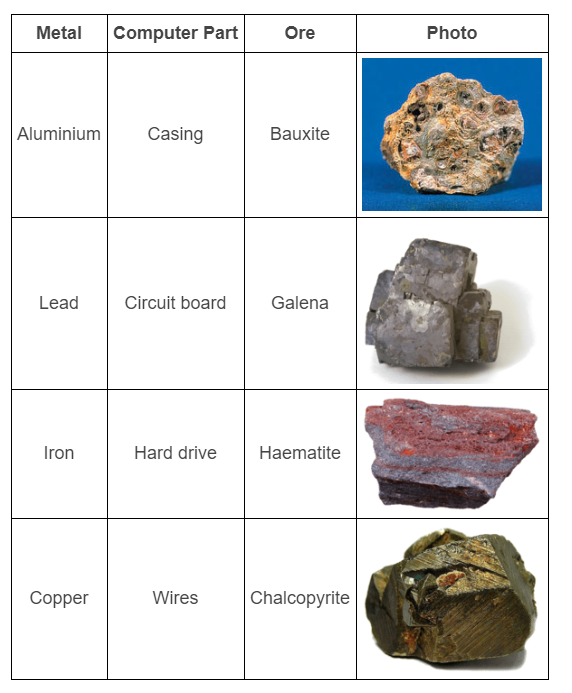 Metal Computer Part Ore Photo
Aluminium Casing Bauxite
Lead Circuit board Galena
Iron Hard drive Haematite
Copper Wires Chalcopyrite